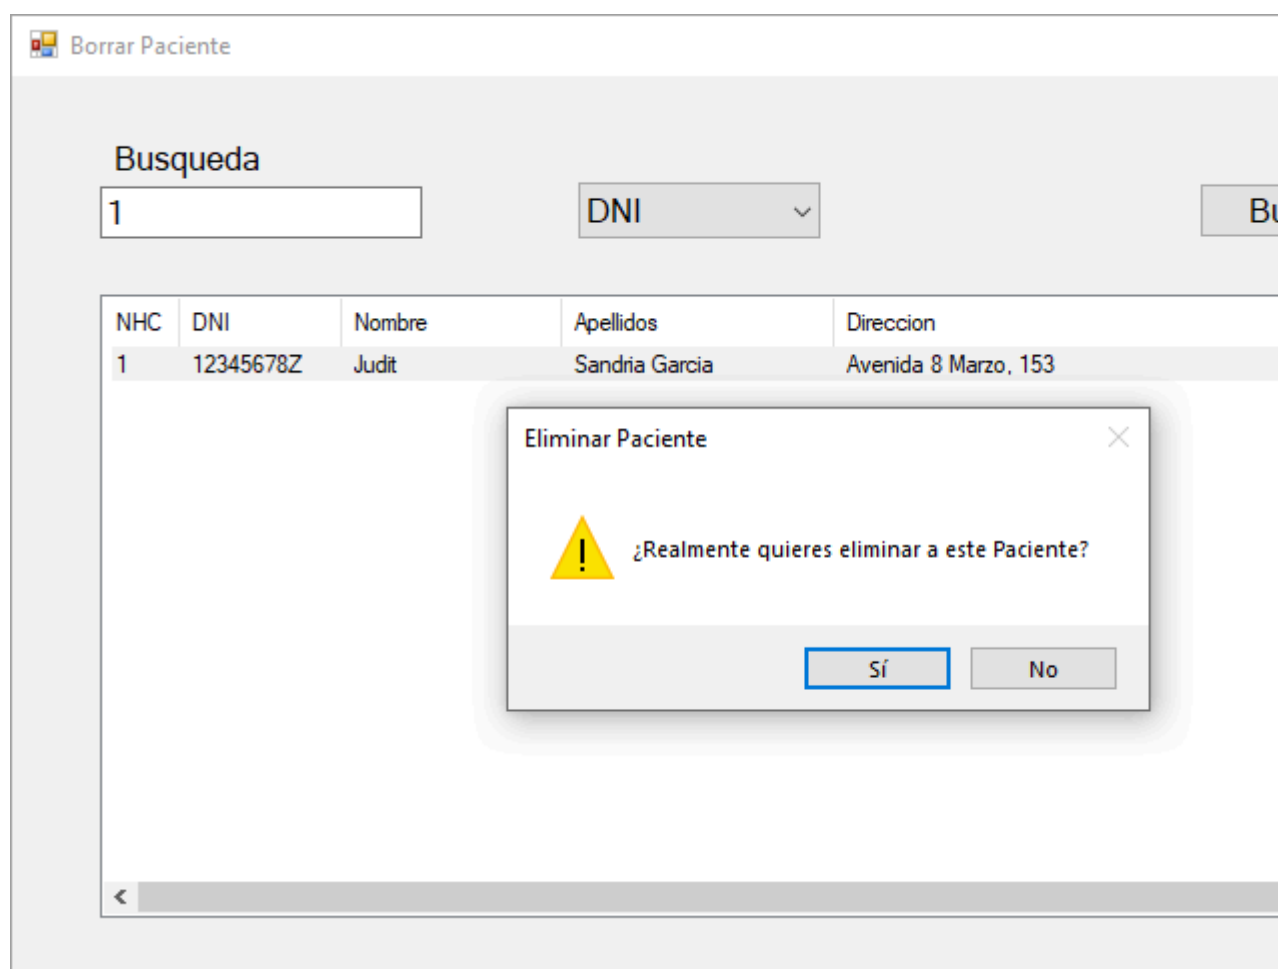 Borrar Paciente
Busqueda
1 DNI Bu
NHC DNI Nombre Apellidos Direccion
1 12345678Z Judit Sandria Garcia Avenida 8 Marzo, 153
Eliminar Paciente
¿Realmente quieres eliminar a este Paciente?
Sí No